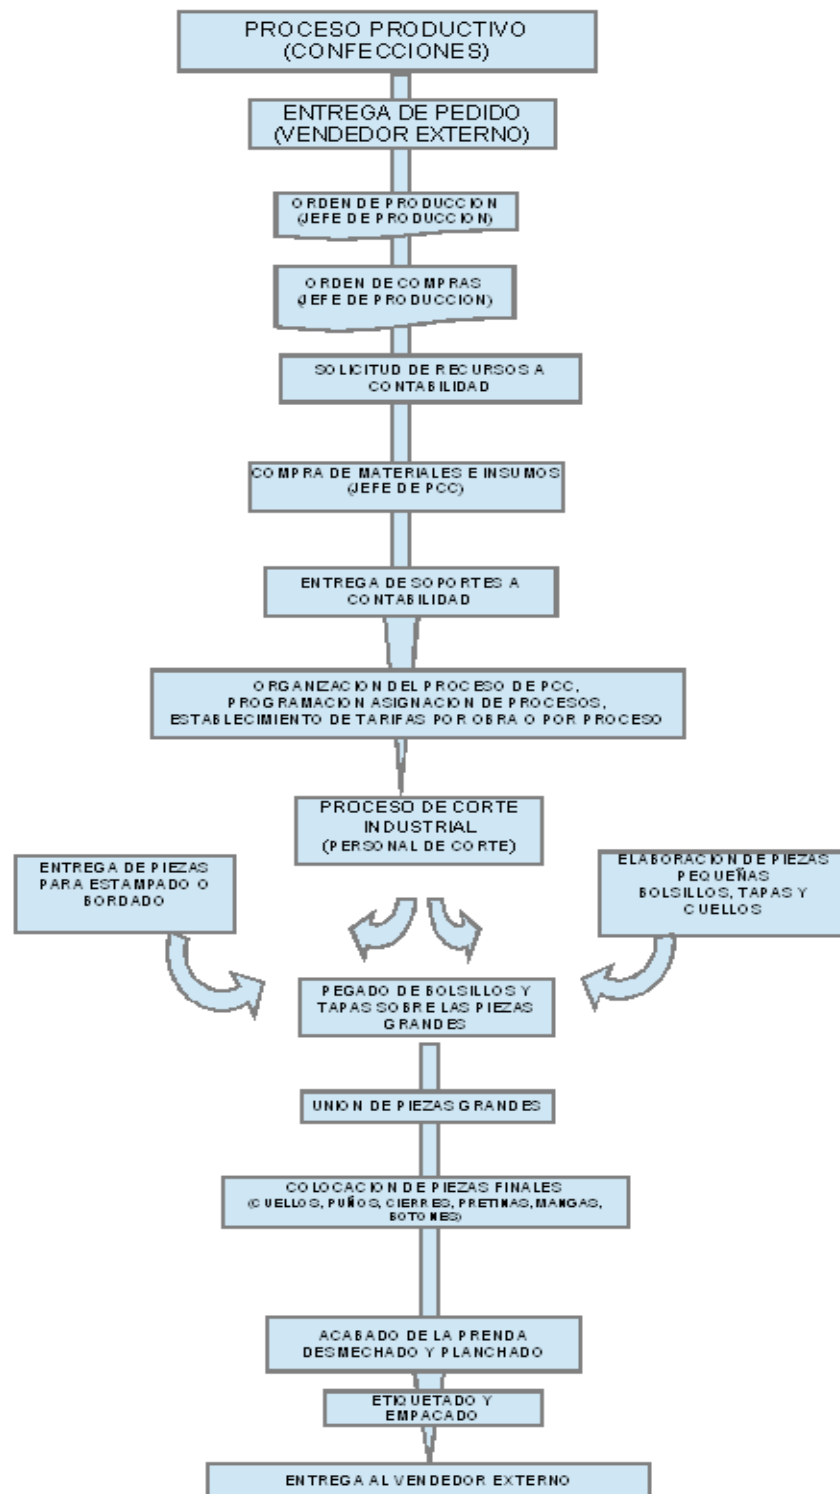 PROCESO PRODUCTIVO
(CONFECCIONES)
ENTREGA DE PEDIDO
(VENDEDOR EXTERNO)
ORDEN DE PRODUCCION
(JEFE DE PRODUCCION)
ORDEN DE COMPRAS
(JEFE DE PRODUCCION)
SOLICITUD DE RECURSOS A
CONTABILIDAD
COMPRA DE MATERIALES E INSUMOS
(JEFE DE PCC)
ENTREGA DE SOPORTES A
CONTABILIDAD
ORGANIZACION DEL PROCESO DE PCC,
PROGRAMACION ASIGNACION DE PROCESOS,
ESTABLECIMIENTO DE TARIFAS POR OBRA O POR PROCESO
PROCESO DE CORTE
INDUSTRIAL
(PERSONAL DE CORTE)
ENTREGA DE PIEZAS
PARA ESTAMPADO O
BORDADO
ELABORACION DE PIEZAS
PEQUEÑAS
BOLSILLOS, TAPAS Y
CUELLOS
PEGADO DE BOLSILLOS Y
TAPAS SOBRE LAS PIEZAS
GRANDES
UNION DE PIEZAS GRANDES
COLOCACION DE PIEZAS FINALES
(CUELLOS, PUÑOS, CIERRES, PRETINAS, MANGAS,
BOTONES)
ACABADO DE LA PRENDA
DESMECHADO Y PLANCHADO
ETIQUETADO Y
EMPACADO
ENTREGA AL VENDEDOR EXTERNO